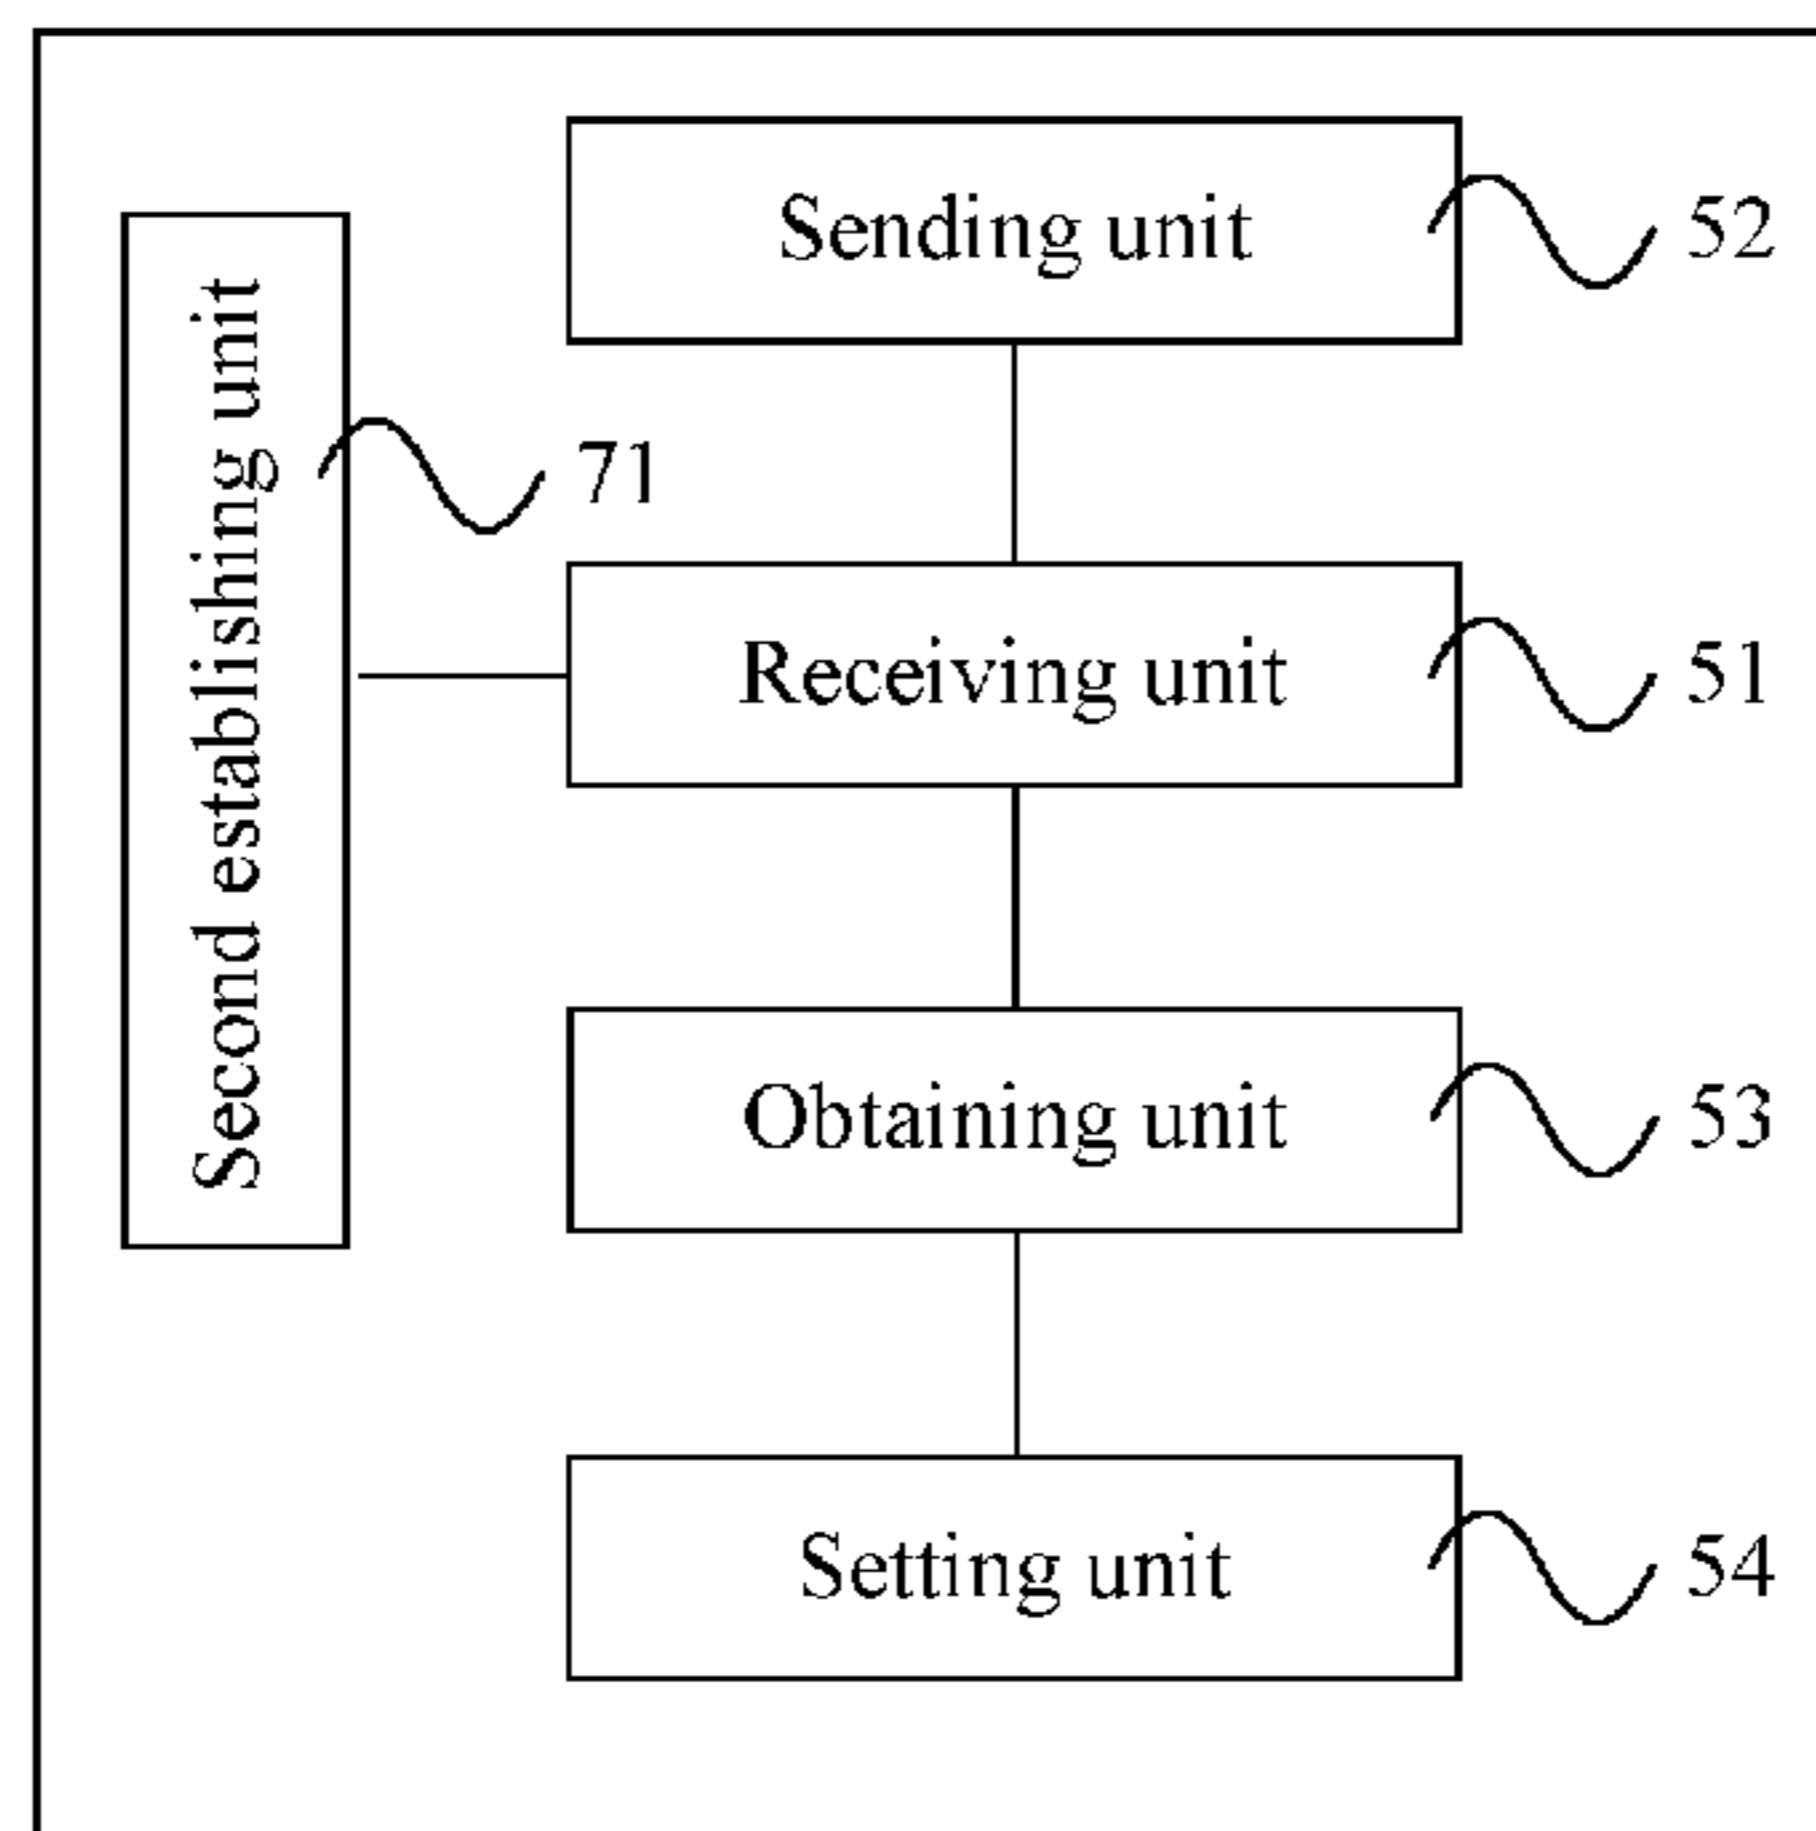 Sending unit 52
Second establishing unit
71
Receiving unit 51
Obtaining unit 53
Setting unit 54